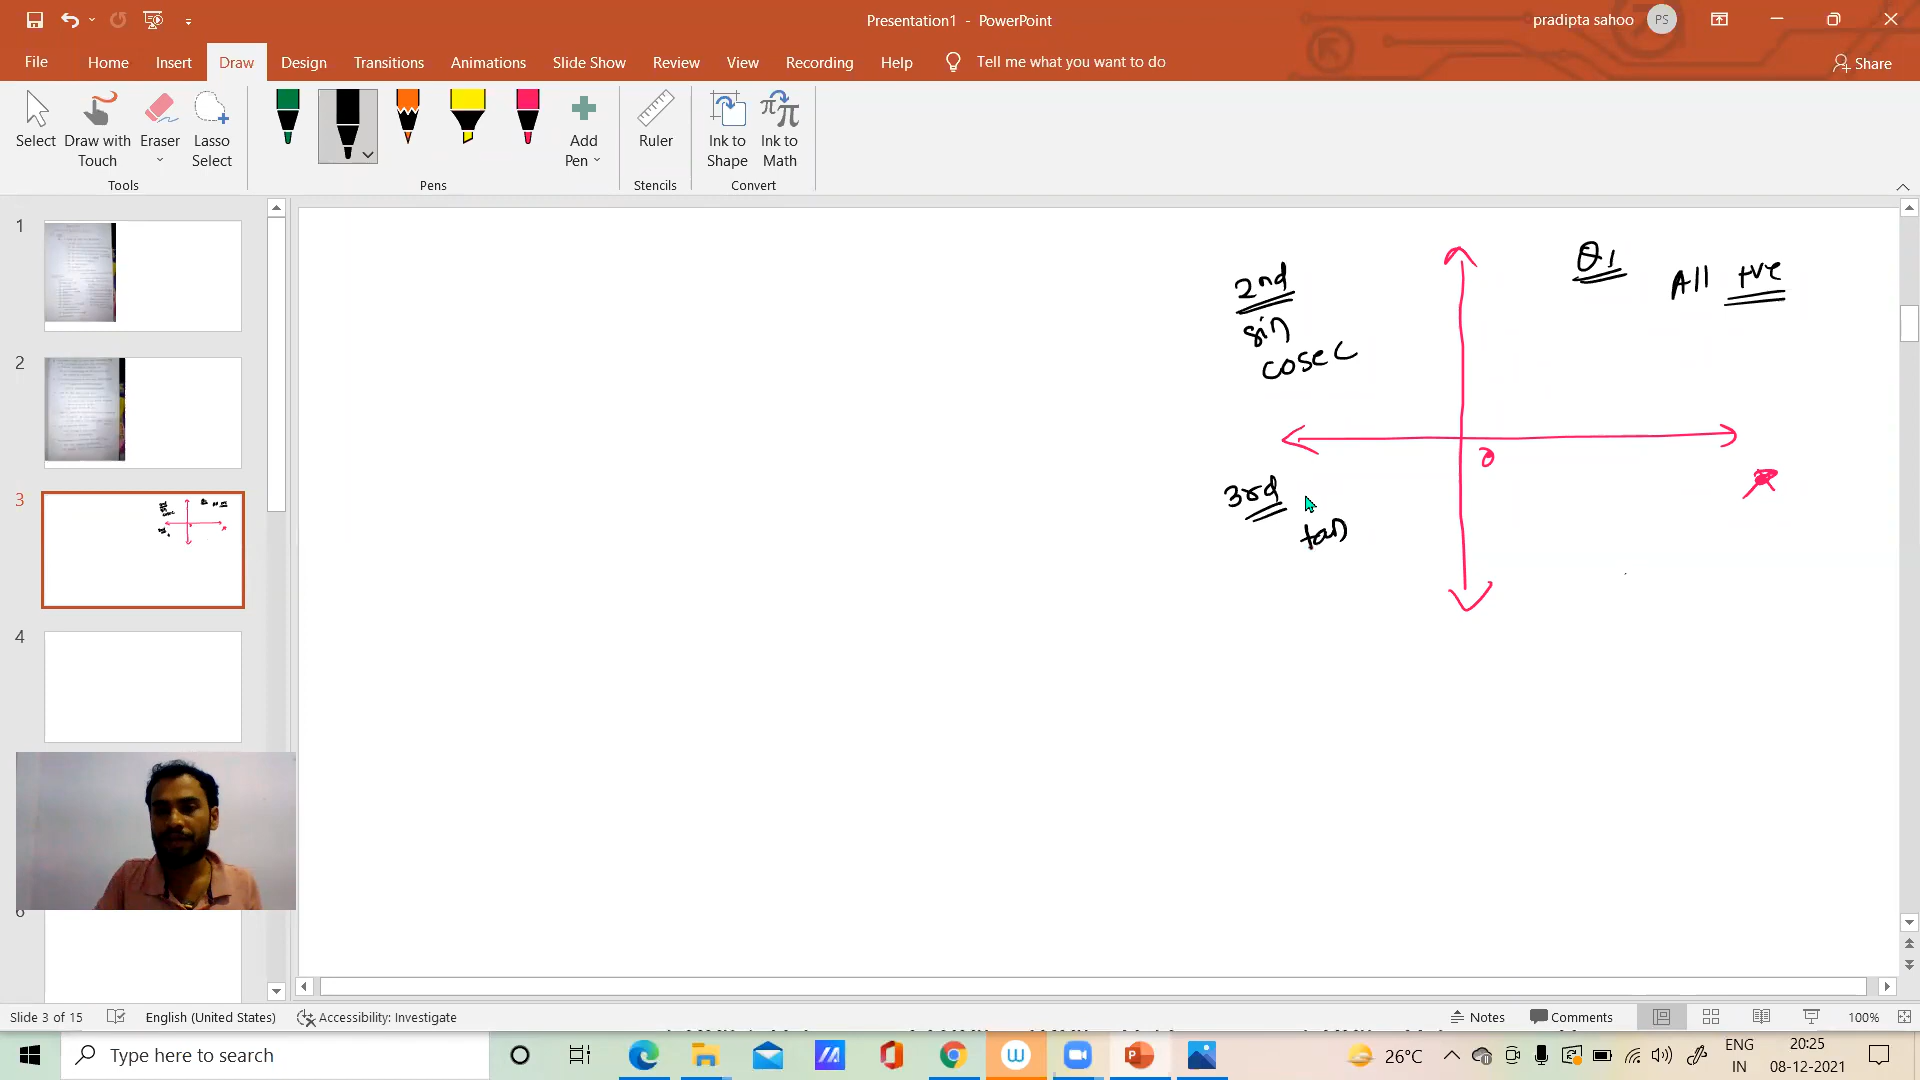 Presentation1 - PowerPoint
pradipta sahoo PS
File Home Insert Draw Design Transitions Animations Slide Show Review View Recording Help Tell me what you want to do Share
Select Draw with Touch Eraser Lasso Select
Add Pen Ruler Ink to Shape Ink to Math
Tools Pens Stencils Convert
1
2
3
4
Q1
All +ve
2nd
sin
cosec
3rd
tan
Slide 3 of 15 English (United States) Accessibility: Investigate Notes Comments 100%
Type here to search
26°C
ENG
IN
20:25
08-12-2021